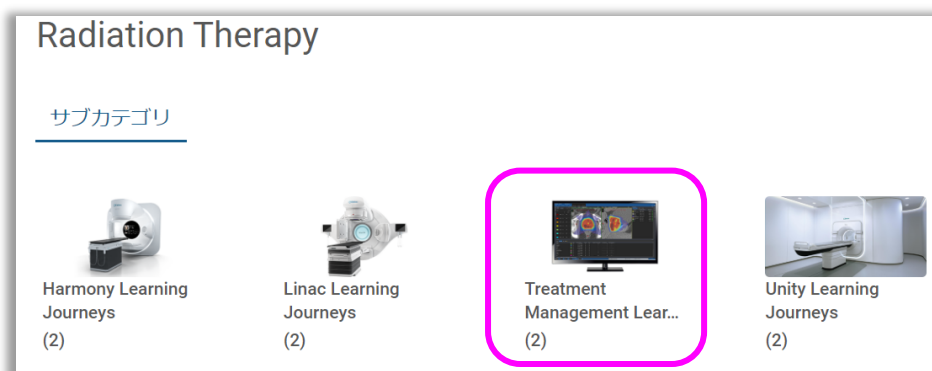 Radiation Therapy
サブカテゴリ
Harmony Learning
Journeys
(2)
Linac Learning
Journeys
(2)
Treatment
Management Lear...
(2)
Unity Learning
Journeys
(2)